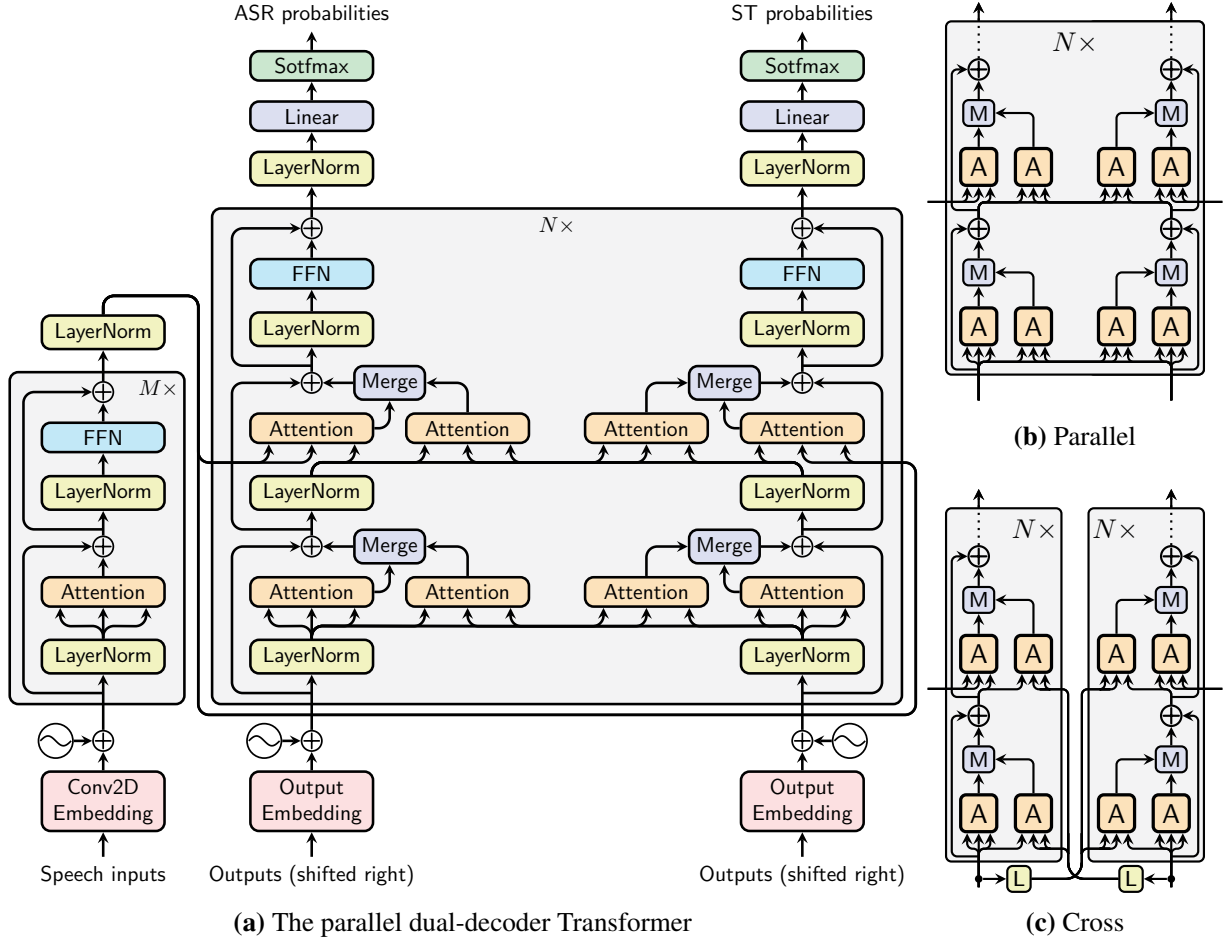 ASR probabilities
Sotfmax
Linear
LayerNorm
ST probabilities
Sotfmax
Linear
LayerNorm
N×
FFN
LayerNorm
FFN
LayerNorm
Merge
Merge
Attention
Attention
Attention
Attention
LayerNorm
LayerNorm
Merge
Merge
Attention
Attention
Attention
Attention
LayerNorm
LayerNorm
Output
Embedding
Output
Embedding
Outputs (shifted right)
Outputs (shifted right)
LayerNorm
M×
FFN
LayerNorm
Attention
LayerNorm
Conv2D
Embedding
Speech inputs
(a) The parallel dual-decoder Transformer
N×
M
M
A
A
A
A
M
M
A
A
A
A
(b) Parallel
N×
N×
M
M
A
A
A
A
M
M
A
A
A
A
L
L
(c) Cross